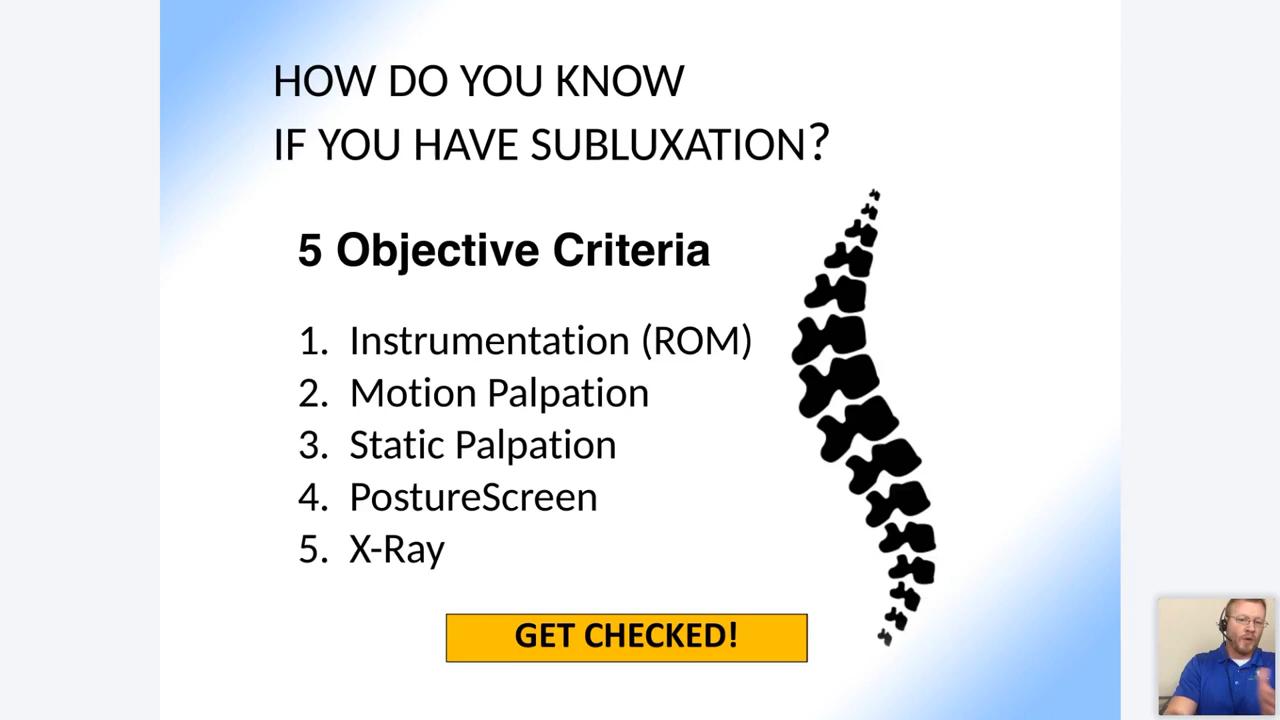 HOW DO YOU KNOW
IF YOU HAVE SUBLUXATION?
5 Objective Criteria
1. Instrumentation (ROM)
2. Motion Palpation
3. Static Palpation
4. PostureScreen
5. X-Ray
GET CHECKED!